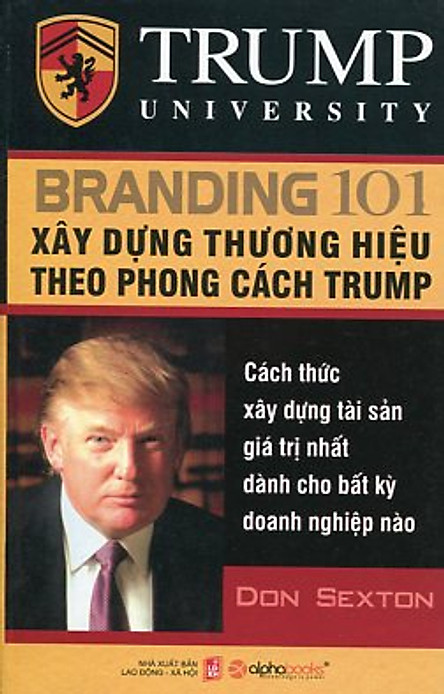 TRUMP
UNIVERSITY
BRANDING 101
XÂY DỰNG THƯƠNG HIỆU
THEO PHONG CÁCH TRUMP
Cách thức
xây dựng tài sản
giá trị nhất
dành cho bất kỳ
doanh nghiệp nào
DON SEXTON
NHÀ XUẤT BẢN
LAO ĐỘNG - XÃ HỘI
alphabooks